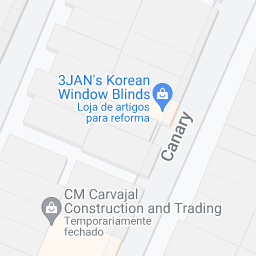 3JAN's Korean
Window Blinds
Loja de artigos
para reforma
Canary
CM Carvajal
Construction and Trading
Temporariamente
fechado